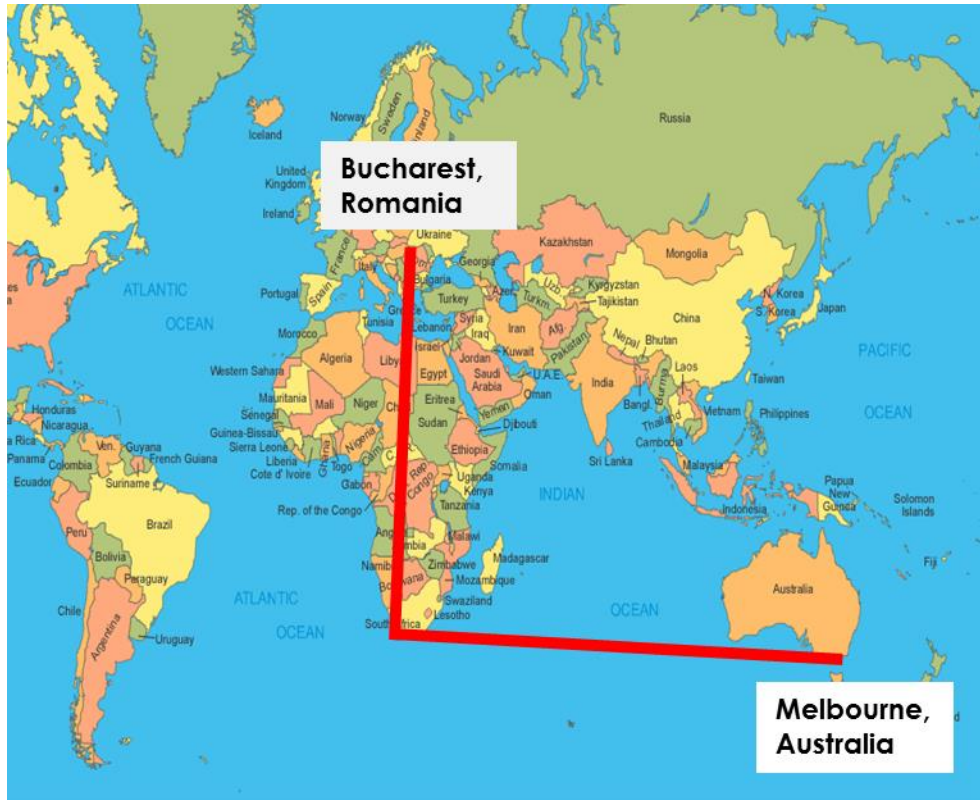 Iceland
Norway
Sweden
Finland
Russia
United
Kingdom
Ireland
Bucharest,
Romania
Ukraine
France
Kazakhstan
Mongolia
Italy
Georgia
Portugal
Spain
Bulgaria
Uzb.
Kyrgyzstan
N. Korea
ATLANTIC
OCEAN
Turkey
Azer.
Turkm.
Tajikistan
S. Korea
Japan
Tunisia
Lebanon
Syria
Iraq
Iran
Afg.
China
Morocco
Israel
Jordan
Kuwait
Pakistan
Nepal
Bhutan
PACIFIC
OCEAN
Western Sahara
Algeria
Egypt
Saudi
Arabia
U.A.E.
Oman
India
Bangl.
Burma
Laos
Taiwan
Mauritania
Mali
Niger
Eritrea
Yemen
Thailand
Vietnam
Philippines
Honduras
Nicaragua
Senegal
Guinea-Bissau
Sudan
Djibouti
Cambodia
Panama
Ven.
Guyana
French Guiana
Sierra Leone
Liberia
Cote d' Ivoire
Ghana
Togo
Nigeria
Cam.
Ethiopia
Somalia
Sri Lanka
Malaysia
Colombia
Suriname
Ecuador
Gabon
Rep. of the Congo
Congo
Uganda
Kenya
Tanzania
INDIAN
OCEAN
Indonesia
Papua
New
Guinea
Solomon
Islands
Peru
Brazil
Malawi
Bolivia
Zimbabwe
Madagascar
Mozambique
Fiji
Paraguay
Swaziland
Lesotho
Australia
Chile
Argentina
Uruguay
ATLANTIC
OCEAN
Melbourne,
Australia